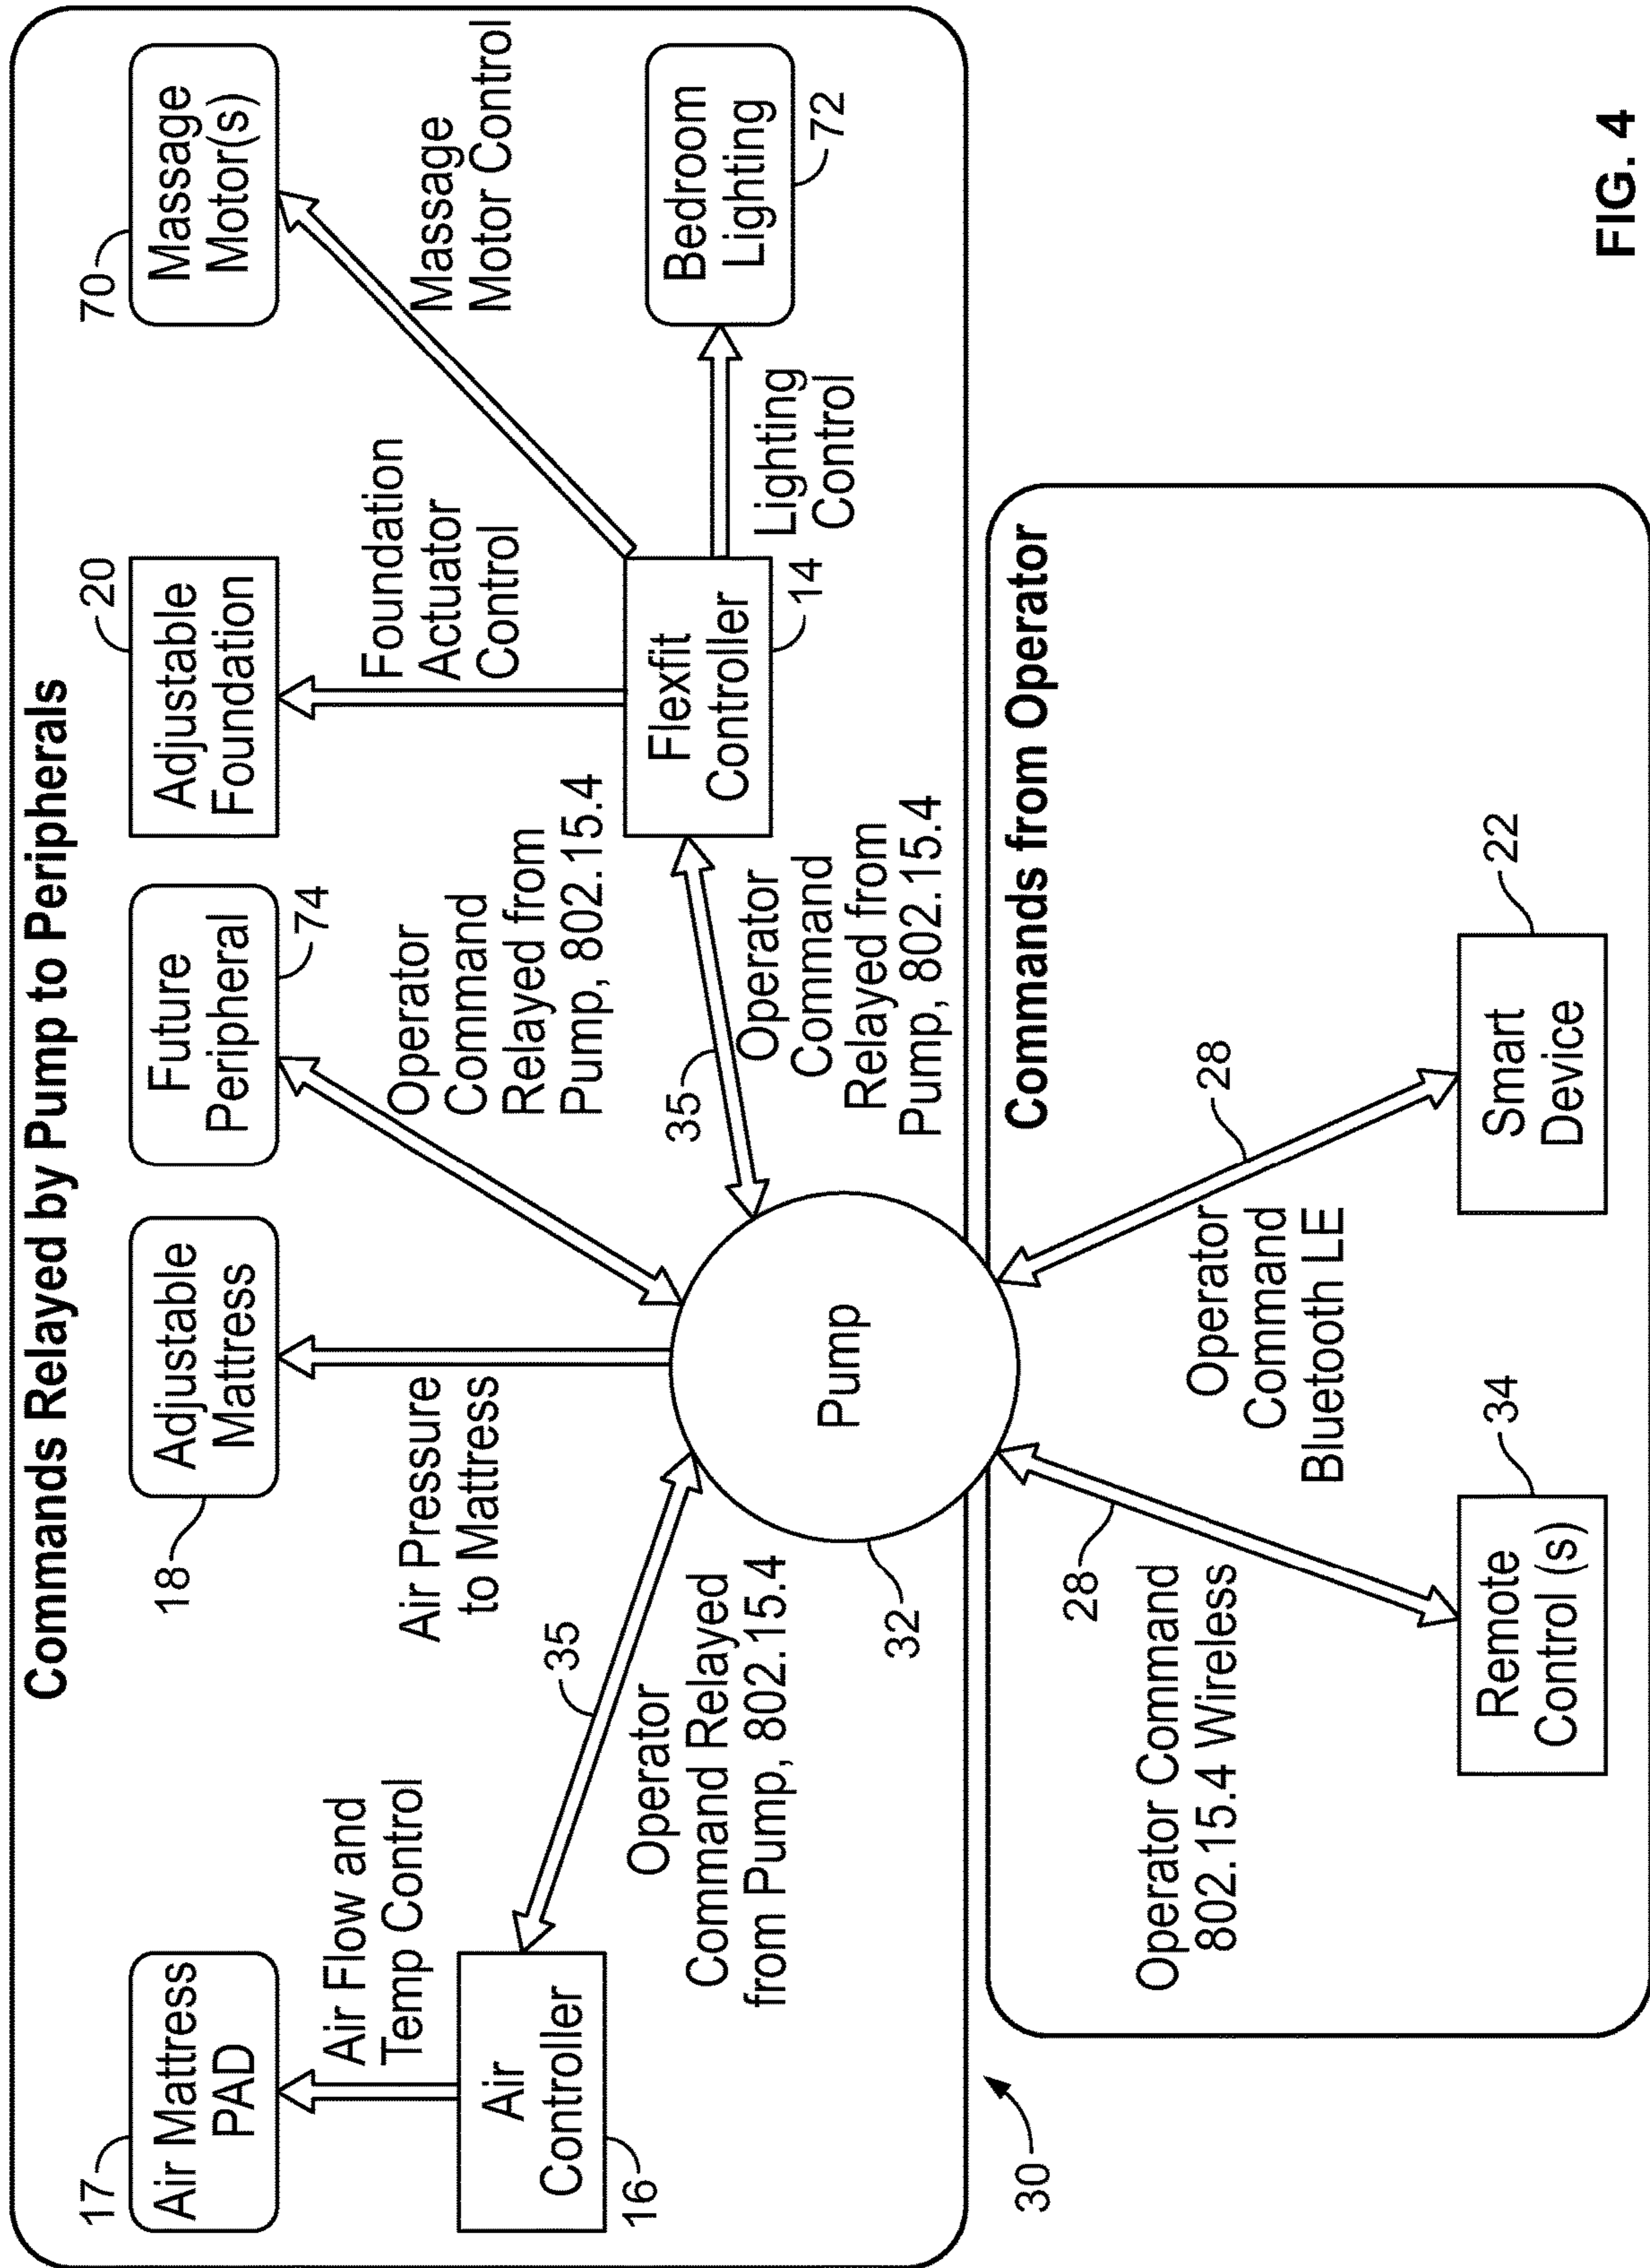 Commands Relayed by Pump to Peripherals
17
Air Mattress
PAD
Air Flow and
Temp Control
Air
Controller
16
18
Adjustable
Mattress
Air Pressure
to Mattress
35
Operator
Command Relayed
from Pump, 802.15.4
Future
Peripheral
74
Operator
Command
Relayed from
Pump, 802.15.4
20
Adjustable
Foundation
Foundation
Actuator
Control
70
Massage
Motor(s)
Massage
Motor Control
Flexfit
Controller
14
Lighting
Control
Bedroom
Lighting
72
35
Operator
Command
Relayed from
Pump, 802.15.4
Pump
32
30
Commands from Operator
28
Operator Command
802.15.4 Wireless
Remote
Control (s)
34
28
Operator
Command
Bluetooth LE
Smart
Device
22
FIG. 4